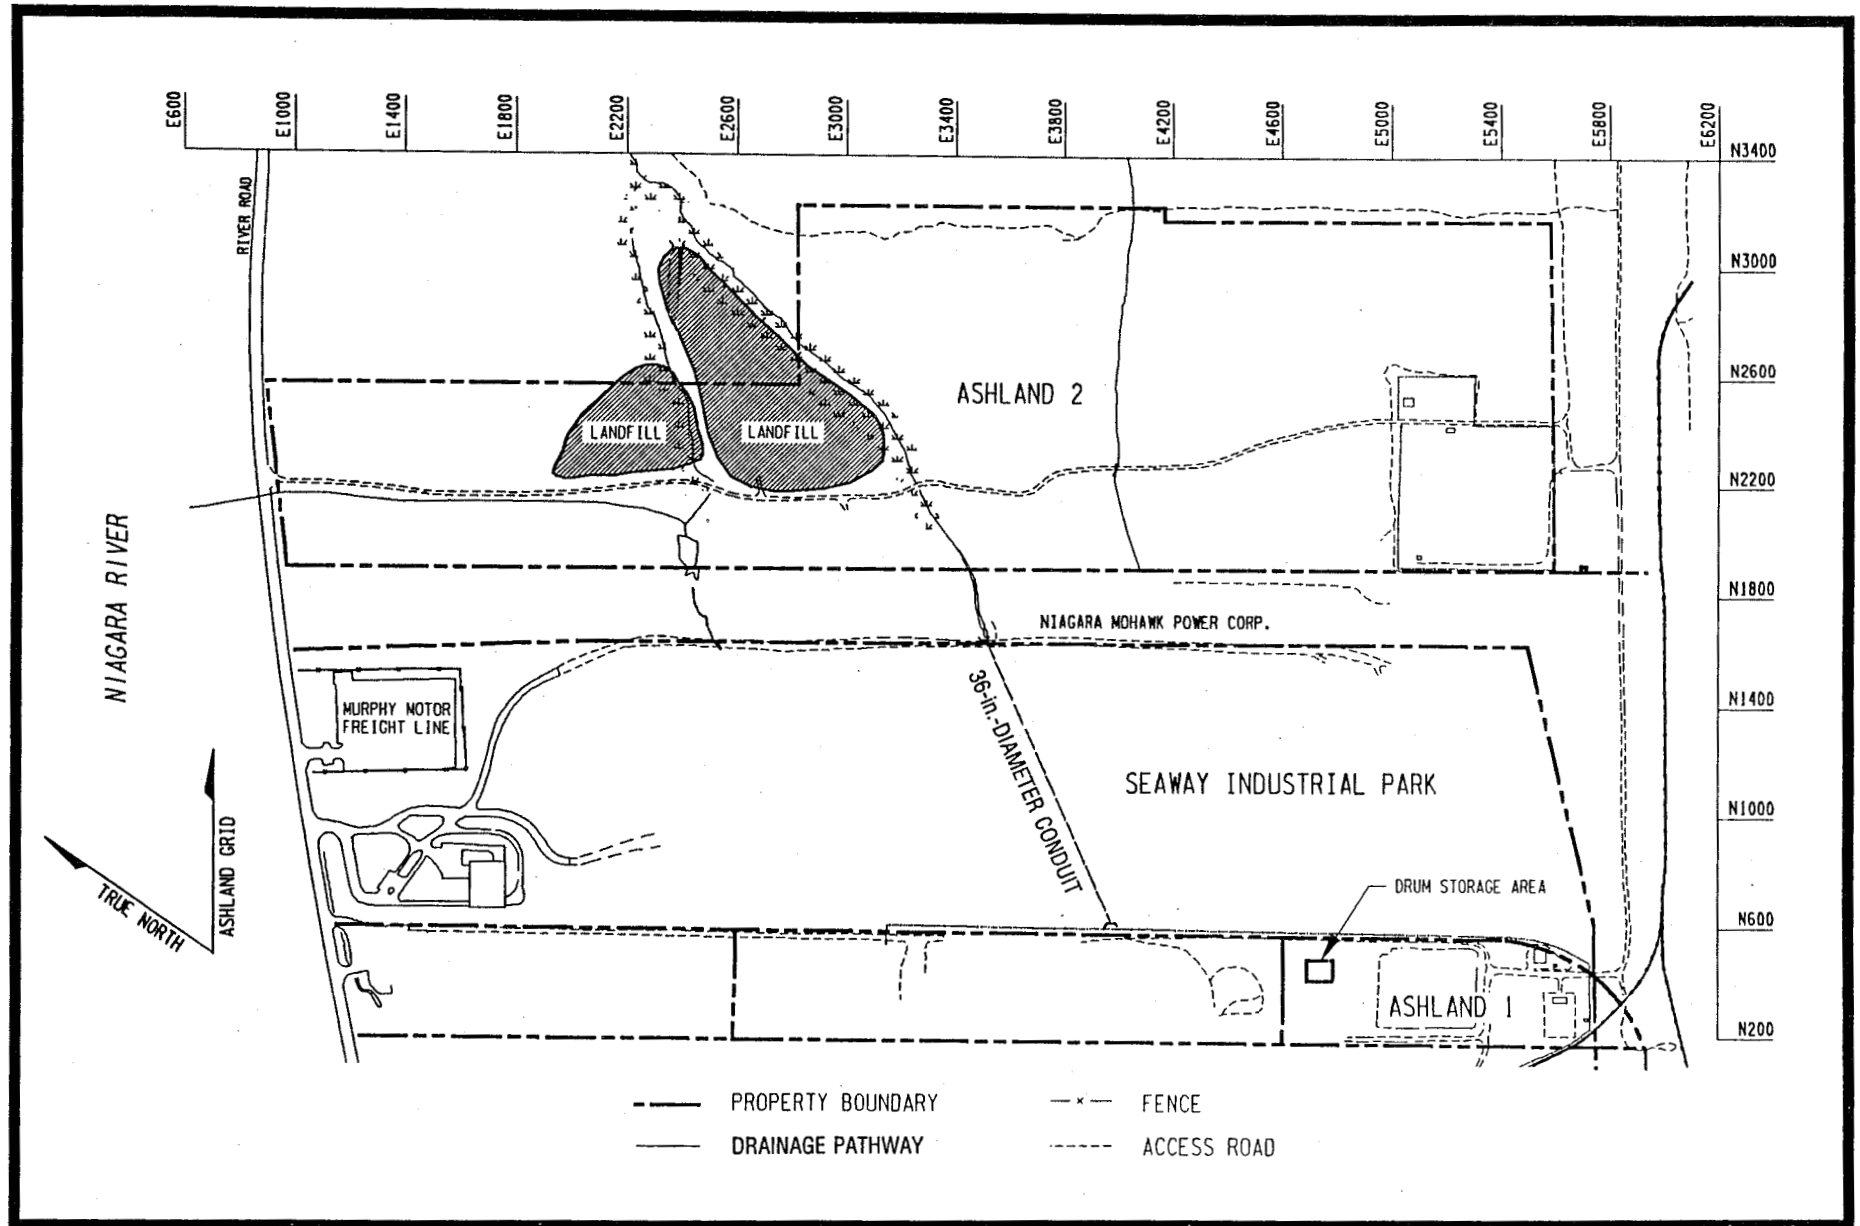 E600
E1000
E1400
E1800
E2200
E2600
E3000
E3400
E3800
E4200
E4600
E5000
E5400
E5800
E6200
N3400
RIVER ROAD
N3000
N2600
ASHLAND 2
LANDFILL
LANDFILL
N2200
NIAGARA RIVER
N1800
NIAGARA MOHAWK POWER CORP.
36-in.-DIAMETER CONDUIT
MURPHY MOTOR
FREIGHT LINE
N1400
SEAWAY INDUSTRIAL PARK
N1000
ASHLAND GRID
TRUE NORTH
DRUM STORAGE AREA
N600
ASHLAND 1
N200
PROPERTY BOUNDARY
FENCE
DRAINAGE PATHWAY
ACCESS ROAD